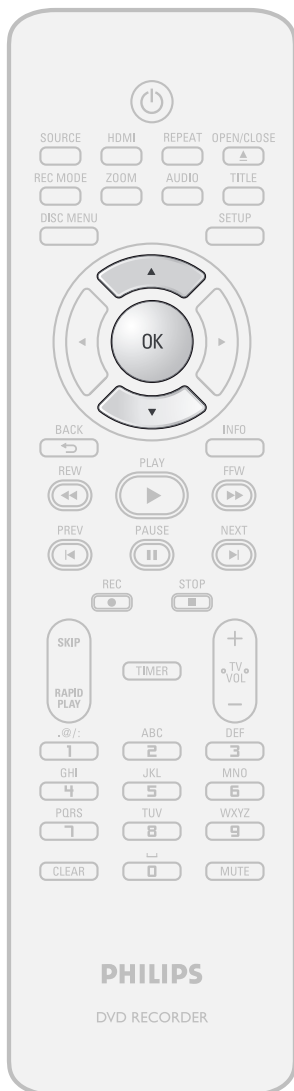 SOURCE HDMI REPEAT OPEN/CLOSE
REC MODE ZOOM AUDIO TITLE
DISC MENU SETUP
OK
BACK INFO
REW PLAY FFW
PREV PAUSE NEXT
REC STOP
SKIP
RAPID
PLAY
TIMER
+
TV
VOL
−
.@/: ABC DEF
1 2 3
GHI JKL MNO
4 5 6
PQRS TUV WXYZ
7 8 9
CLEAR 0 MUTE
PHILIPS
DVD RECORDER